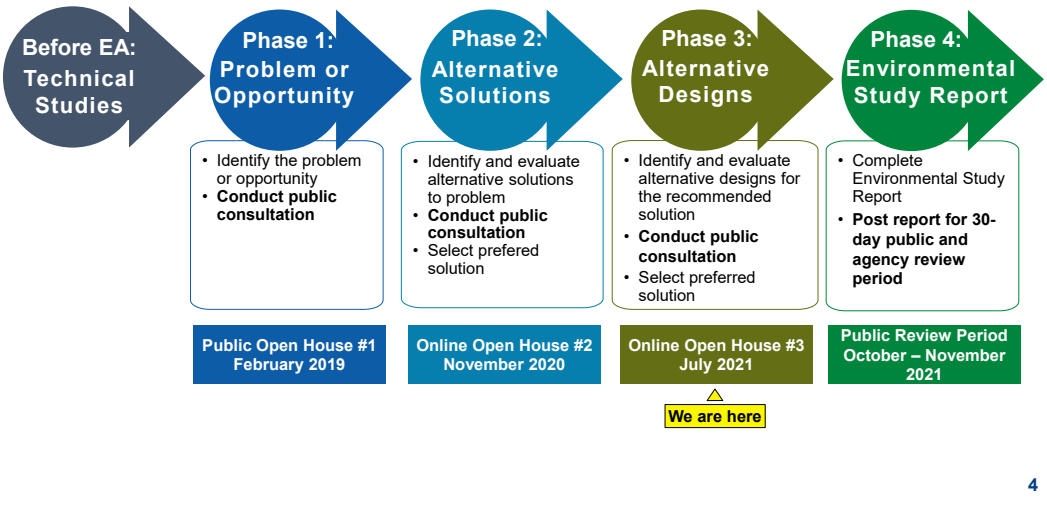 Before EA:
Technical
Studies
Phase 1:
Problem or
Opportunity
Phase 2:
Alternative
Solutions
Phase 3:
Alternative
Designs
Phase 4:
Environmental
Study Report
• Identify the problem
or opportunity
• Conduct public
consultation
• Identify and evaluate
alternative solutions
to problem
• Conduct public
consultation
• Select prefered
solution
• Identify and evaluate
alternative designs for
the recommended
solution
• Conduct public
consultation
• Select preferred
solution
• Complete
Environmental Study
Report
• Post report for 30-
day public and
agency review
period
Public Open House #1
February 2019
Online Open House #2
November 2020
Online Open House #3
July 2021
Public Review Period
October – November
2021
We are here
4